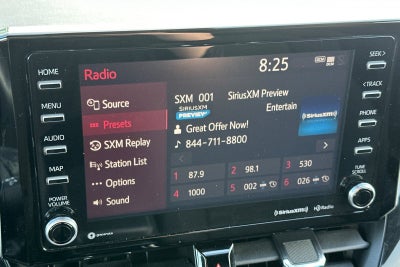 Radio
8:25
HOME
MENU
AUDIO
MAP
POWER
VOLUME
Source
Presets
SXM Replay
Station List
Options
Sound
SXM 001 SiriusXM Preview
SIRIUSXM
PREVIEW
Entertain
SiriusXM
Great Offer Now!
844-711-8800
1 87.9
2 98.1
3 530
4 1000
5 002
6 026
SiriusXM
HD Radio
SEEK
TRACK
PHONE
APPS
TUNE
SCROLL